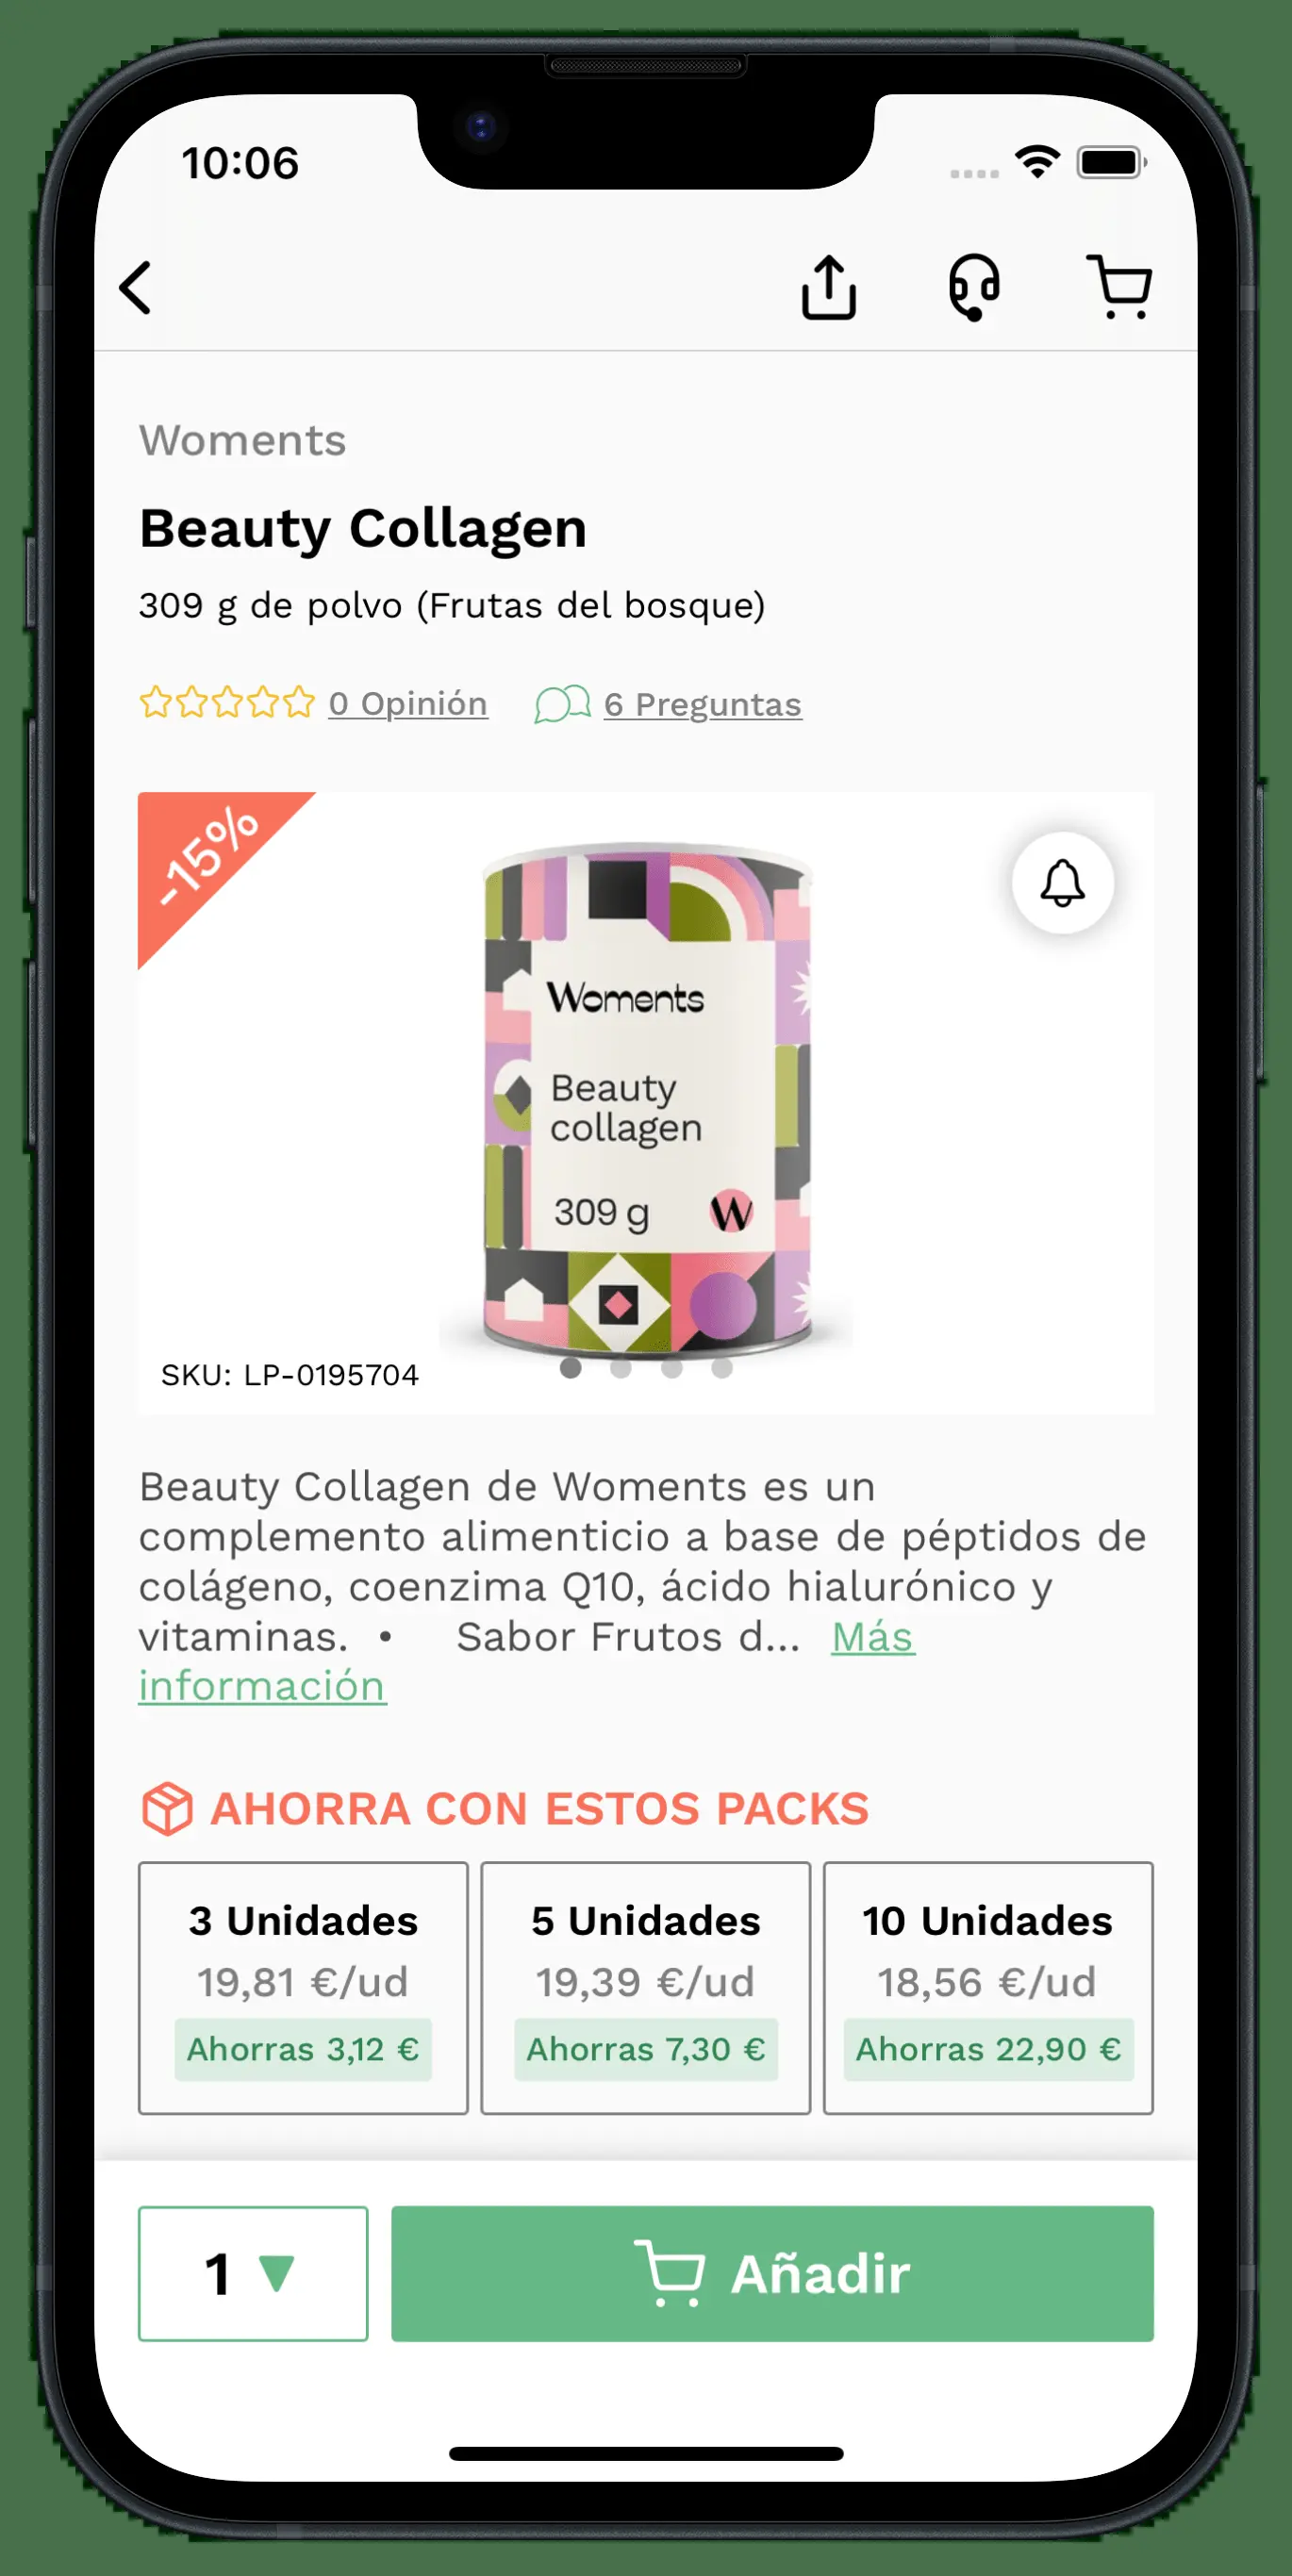 10:06
Woments
Beauty Collagen
309 g de polvo (Frutas del bosque)
0 Opinión 6 Preguntas
-15%
Woments
Beauty
collagen
309 g
W
SKU: LP-0195704
Beauty Collagen de Woments es un
complemento alimenticio a base de péptidos de
colágeno, coenzima Q10, ácido hialurónico y
vitaminas. • Sabor Frutos d... Más
información
AHORRA CON ESTOS PACKS
3 Unidades 5 Unidades 10 Unidades
19,81 €/ud 19,39 €/ud 18,56 €/ud
Ahorras 3,12 € Ahorras 7,30 € Ahorras 22,90 €
1 Añadir